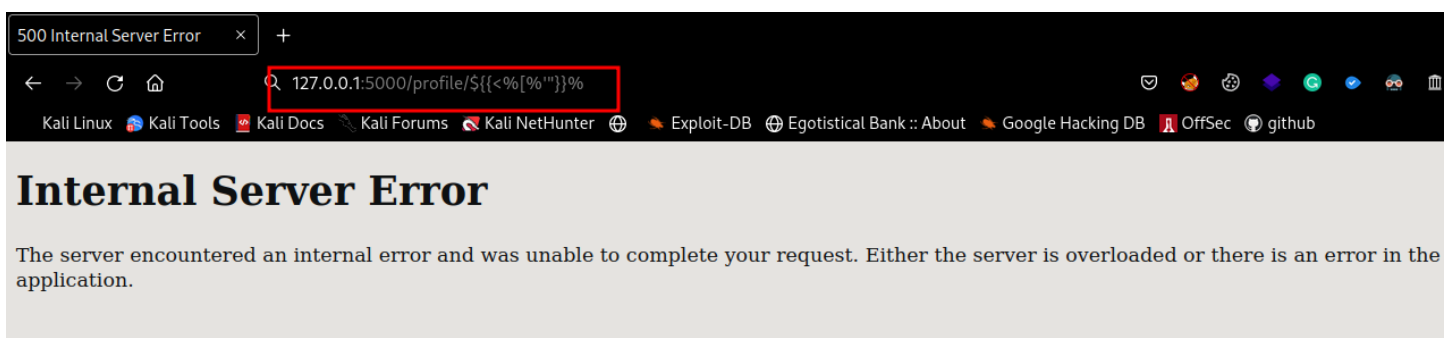 500 Internal Server Error × +
127.0.0.1:5000/profile/${{<%[%'"}}%
Kali Linux Kali Tools Kali Docs Kali Forums Kali NetHunter Exploit-DB Egotistical Bank :: About Google Hacking DB OffSec github
Internal Server Error
The server encountered an internal error and was unable to complete your request. Either the server is overloaded or there is an error in the
application.